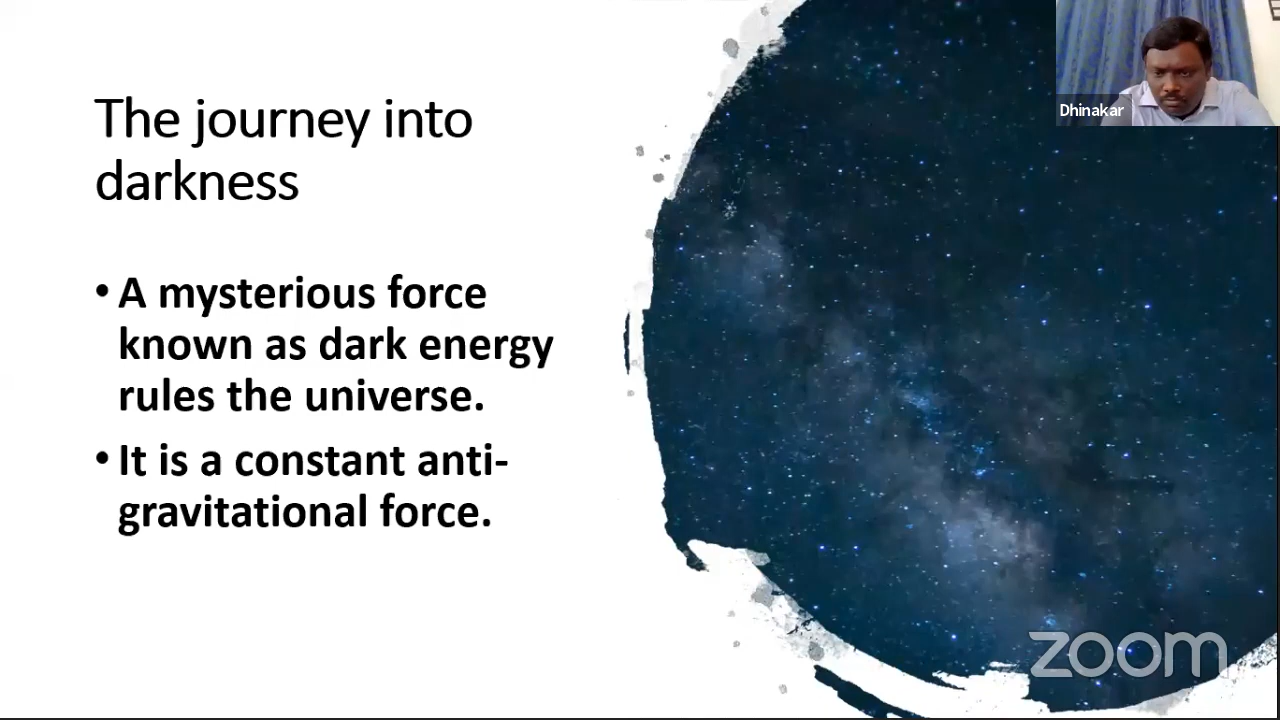 The journey into
darkness
• A mysterious force
known as dark energy
rules the universe.
• It is a constant anti-
gravitational force.
Dhinakar
zoom